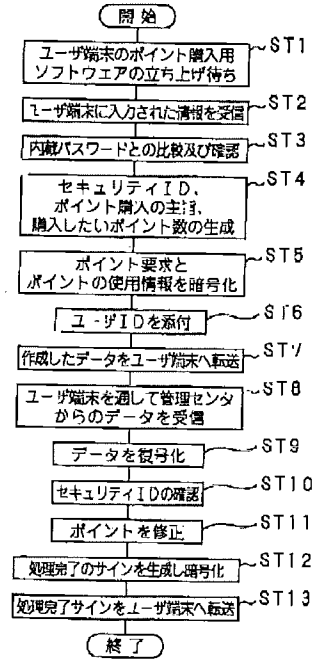 開始
ST1
ユーザ端末のポイント購入用
ソフトウェアの立ち上げ待ち
ST2
ユーザ端末に入力された情報を受信
ST3
内蔵パスワードとの比較及び確認
ST4
セキュリティID、
ポイント購入の主旨、
購入したいポイント数の生成
ST5
ポイント要求と
ポイントの使用情報を暗号化
ST6
ユーザIDを添付
ST7
作成したデータをユーザ端末へ転送
ST8
ユーザ端末を通して管理センタ
からのデータを受信
ST9
データを復号化
ST10
セキュリティIDの確認
ST11
ポイントを修正
ST12
処理完了のサインを生成し暗号化
ST13
処理完了サインをユーザ端末へ転送
終了